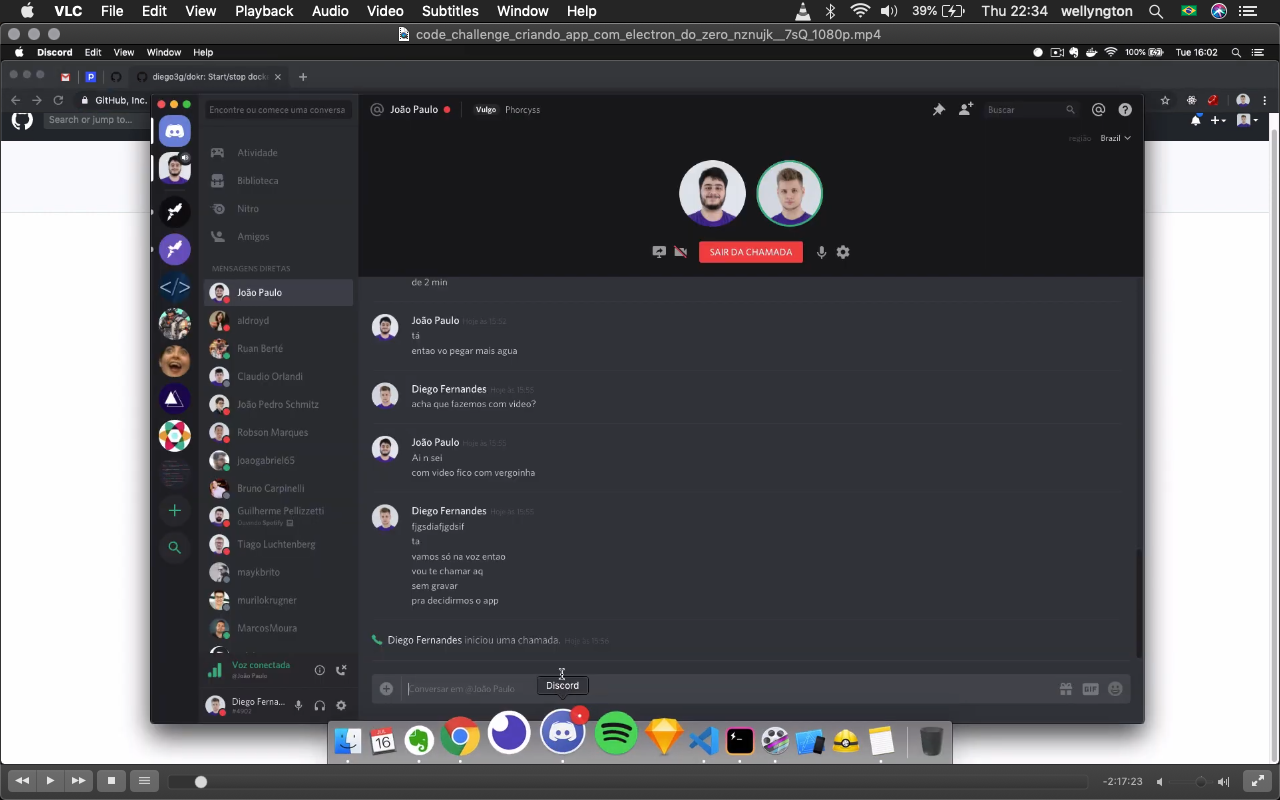 VLC File Edit View Playback Audio Video Subtitles Window Help 39% Thu 22:34 wellyngton
code_challenge_criando_app_com_electron_do_zero_nznujk__7sQ_1080p.mp4
Discord Edit View Window Help 100% Tue 16:02
diego3g/dokr: Start/stop dock
GitHub, Inc.
Search or jump to...
Encontre ou comece uma conversa
João Paulo Vulgo Phorcyss Buscar
região Brazil
Atividade
Biblioteca
Nitro
Amigos
SAIR DA CHAMADA
MENSAGENS DIRETAS
João Paulo
aldroyd
Ruan Berté
Claudio Orlandi
João Pedro Schmitz
Robson Marques
joaogabriel65
Bruno Carpinelli
Guilherme Pellizzetti
Ouvindo Spotify
Tiago Luchtenberg
maykbrito
murilokrugner
MarcosMoura
Voz conectada
@João Paulo
Diego Ferna...
#4902
de 2 min
João Paulo Hoje às 15:52
tá
entao vo pegar mais agua
Diego Fernandes Hoje às 15:55
acha que fazemos com video?
João Paulo Hoje às 15:55
Ai n sei
com video fico com vergoinha
Diego Fernandes Hoje às 15:55
fjgsdiafjgdsif
ta
vamos só na voz entao
vou te chamar aq
sem gravar
pra decidirmos o app
Diego Fernandes iniciou uma chamada. Hoje às 15:56
Conversar em @João Paulo
GIF
Discord
JUL
16
-2:17:23